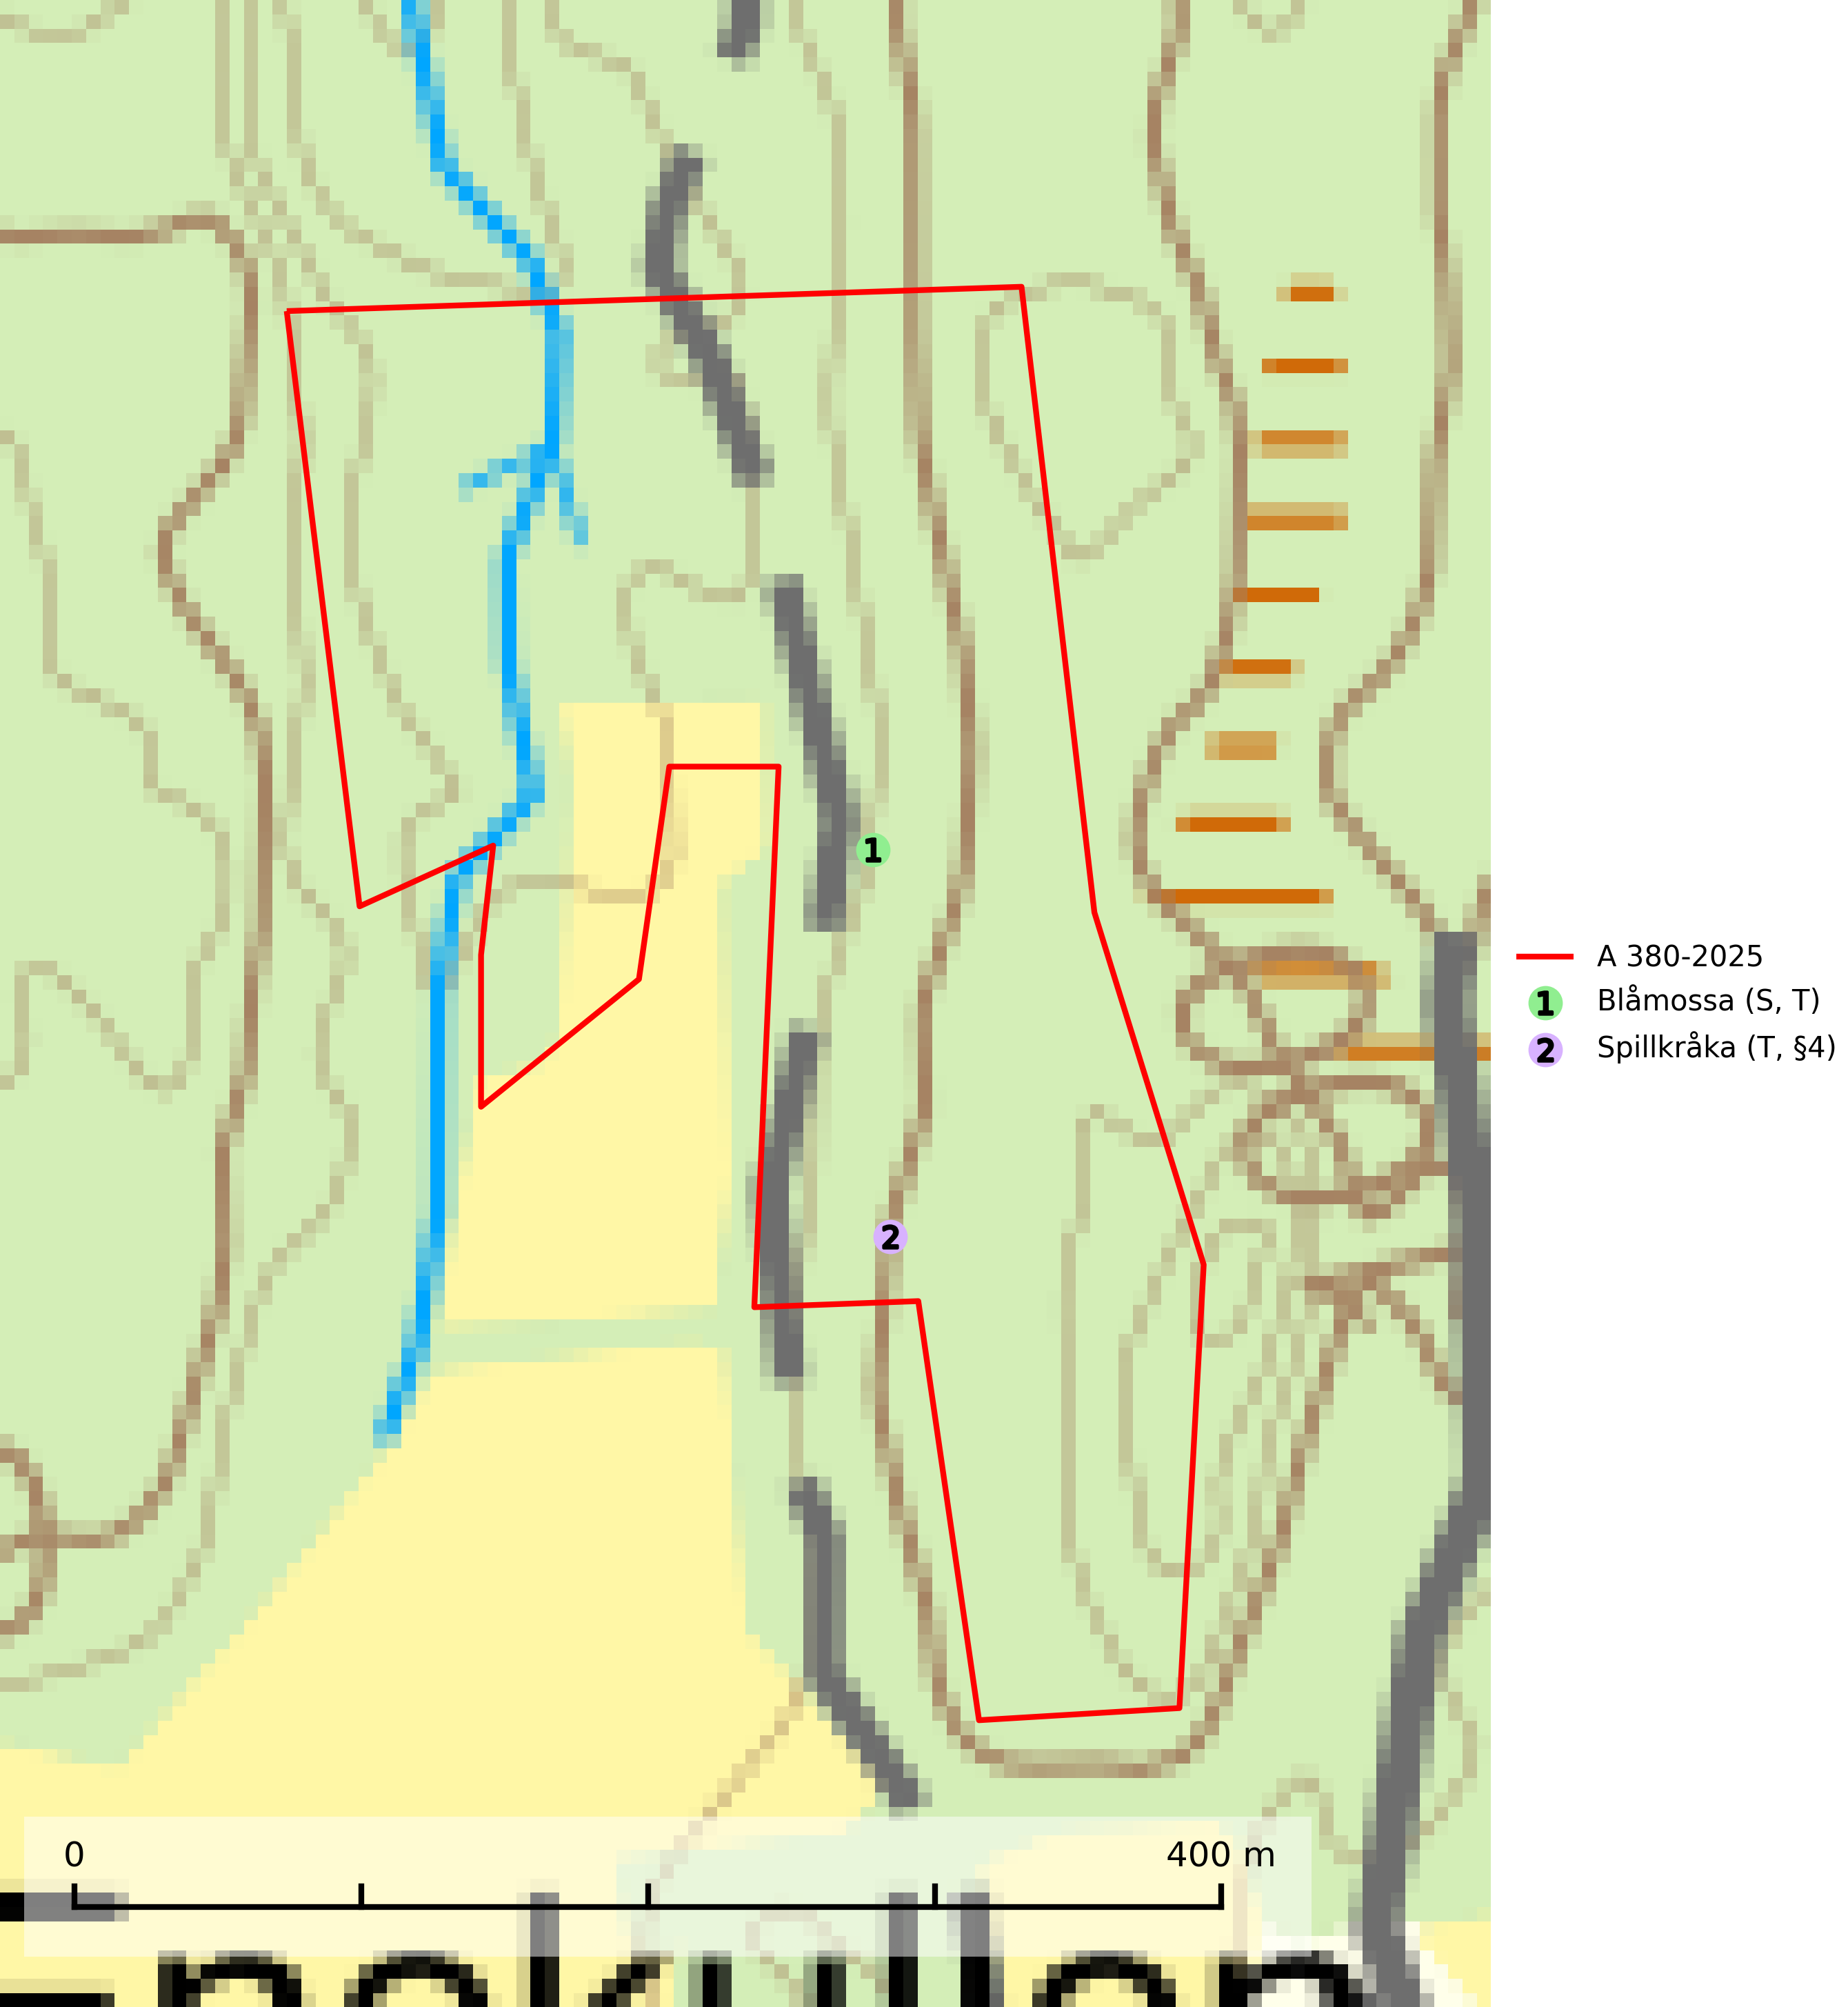 1
2
A 380-2025
1 Blåmossa (S, T)
2 Spillkråka (T, §4)
0 400 m